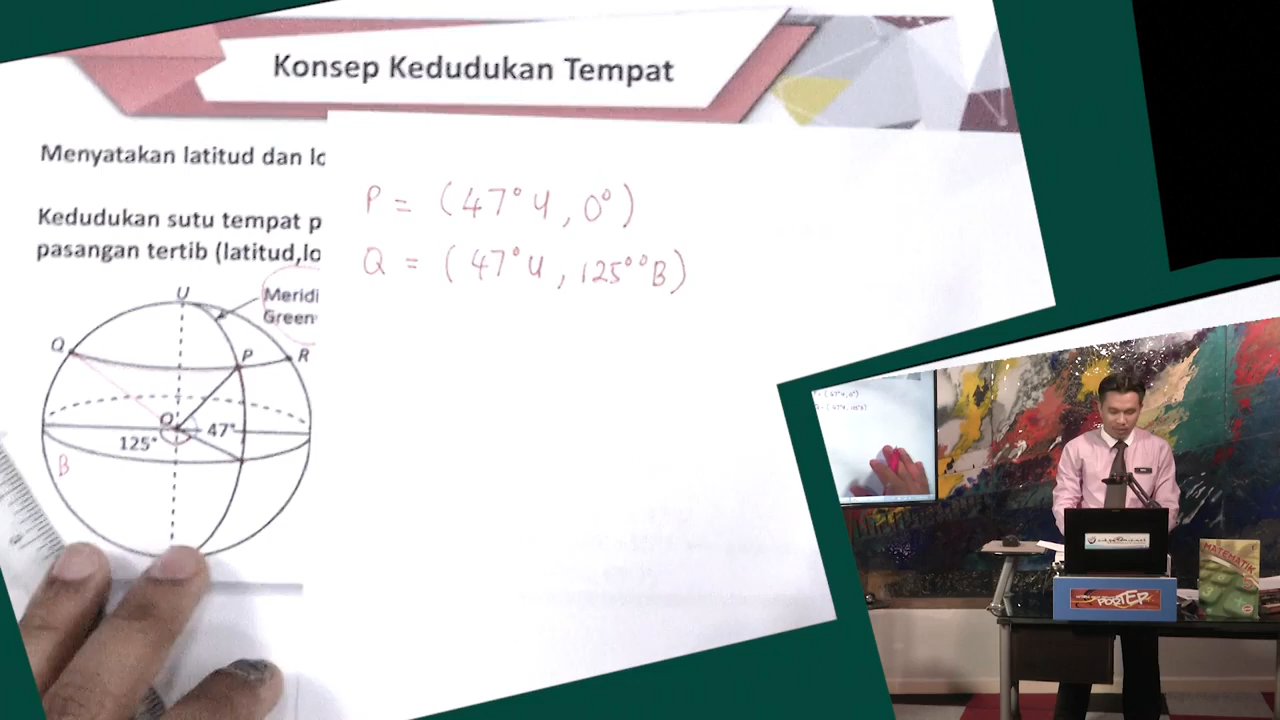 Konsep Kedudukan Tempat
Menyatakan latitud dan lo
Kedudukan sutu tempat p
pasangan tertib (latitud,lo
P = (47°U, 0°)
Q = (47°U, 125°°B)
U
Meridi
Green
Q
P
R
O
47°
125°
B
MATEMATIK